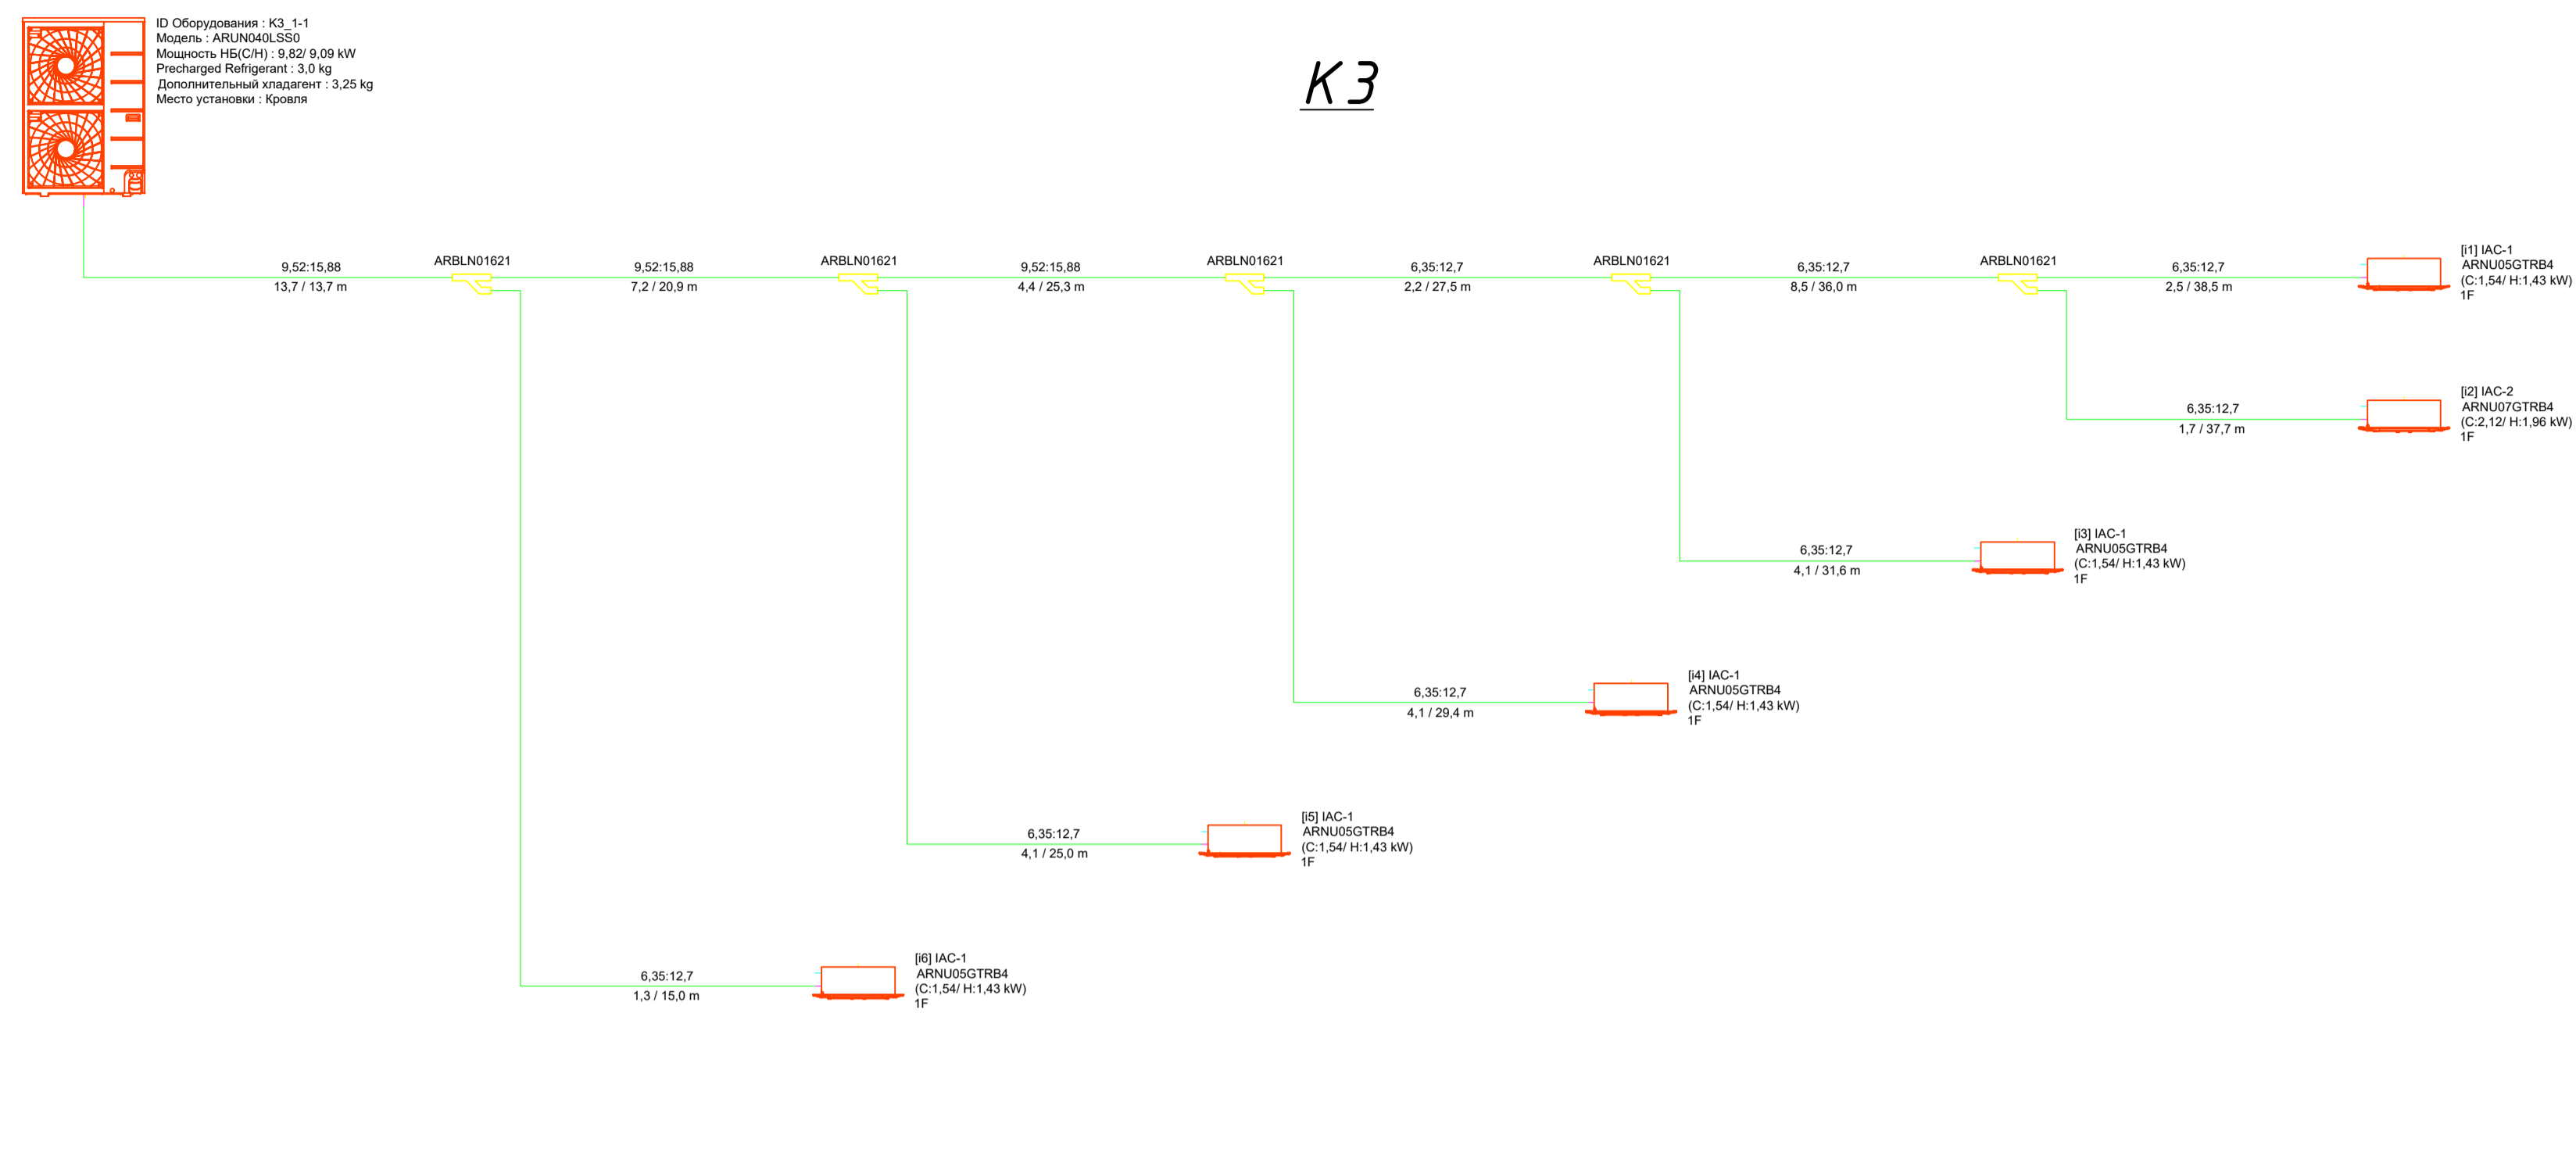 ID Оборудования : K3_1-1
Модель : ARUN040LSS0
Мощность НБ(C/H) : 9,82/ 9,09 kW
Precharged Refrigerant : 3,0 kg
Дополнительный хладагент : 3,25 kg
Место установки : Кровля
K3
9,52:15,88
13,7 / 13,7 m
ARBLN01621
9,52:15,88
7,2 / 20,9 m
ARBLN01621
9,52:15,88
4,4 / 25,3 m
ARBLN01621
6,35:12,7
2,2 / 27,5 m
ARBLN01621
6,35:12,7
8,5 / 36,0 m
ARBLN01621
6,35:12,7
2,5 / 38,5 m
[i1] IAC-1
ARNU05GTRB4
(C:1,54/ H:1,43 kW)
1F
6,35:12,7
1,7 / 37,7 m
[i2] IAC-2
ARNU07GTRB4
(C:2,12/ H:1,96 kW)
1F
6,35:12,7
4,1 / 31,6 m
[i3] IAC-1
ARNU05GTRB4
(C:1,54/ H:1,43 kW)
1F
6,35:12,7
4,1 / 29,4 m
[i4] IAC-1
ARNU05GTRB4
(C:1,54/ H:1,43 kW)
1F
6,35:12,7
4,1 / 25,0 m
[i5] IAC-1
ARNU05GTRB4
(C:1,54/ H:1,43 kW)
1F
6,35:12,7
1,3 / 15,0 m
[i6] IAC-1
ARNU05GTRB4
(C:1,54/ H:1,43 kW)
1F